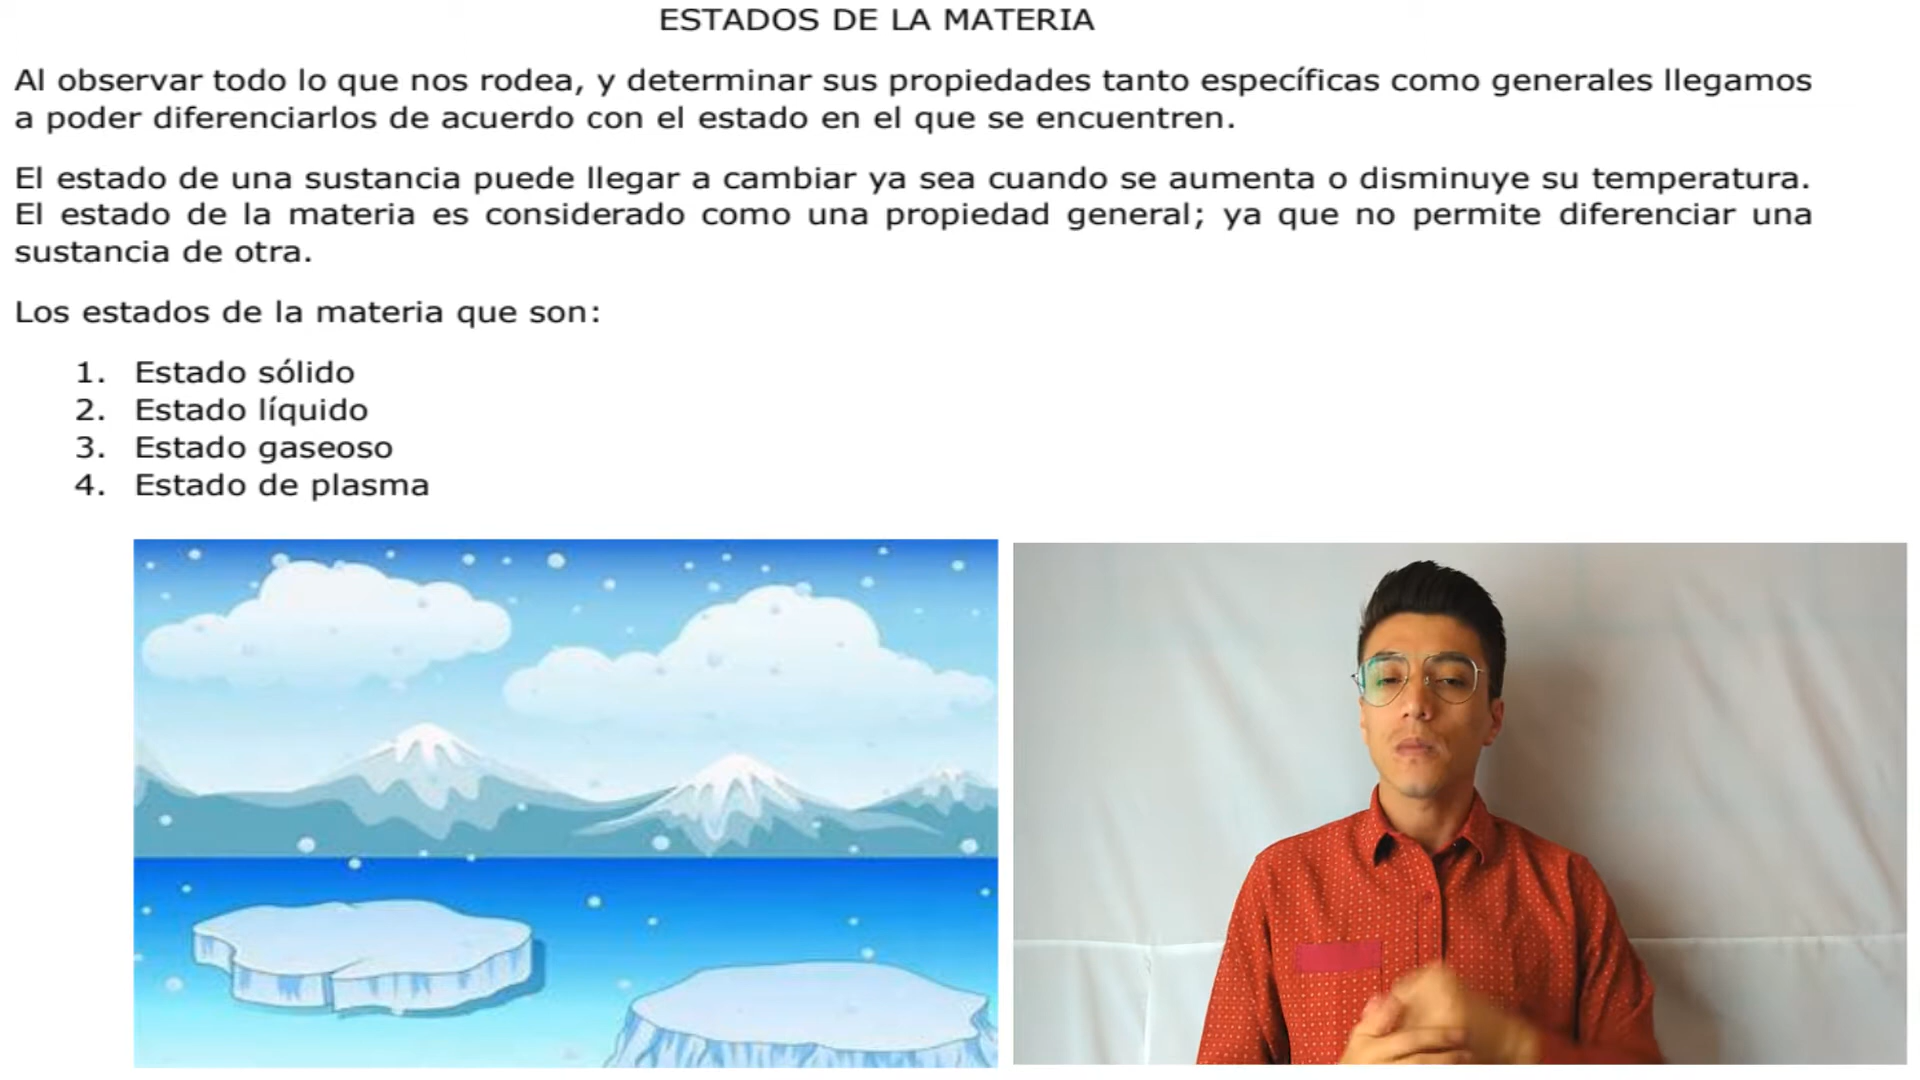 ESTADOS DE LA MATERIA
Al observar todo lo que nos rodea, y determinar sus propiedades tanto específicas como generales llegamos
a poder diferenciarlos de acuerdo con el estado en el que se encuentren.
El estado de una sustancia puede llegar a cambiar ya sea cuando se aumenta o disminuye su temperatura.
El estado de la materia es considerado como una propiedad general; ya que no permite diferenciar una
sustancia de otra.
Los estados de la materia que son:
1. Estado sólido
2. Estado líquido
3. Estado gaseoso
4. Estado de plasma